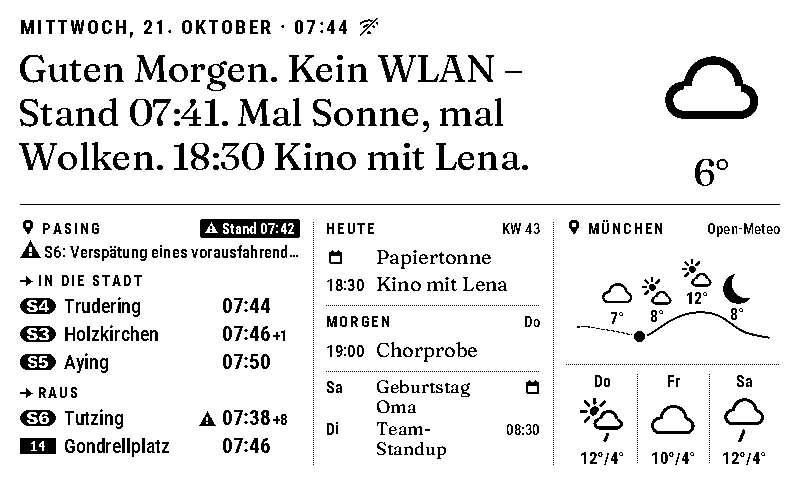 MITTWOCH, 21. OKTOBER · 07:44
Guten Morgen. Kein WLAN –
Stand 07:41. Mal Sonne, mal
Wolken. 18:30 Kino mit Lena.
6°
PASING Stand 07:42
S6: Verspätung eines vorausfahrend...
IN DIE STADT
S4 Trudering 07:44
S3 Holzkirchen 07:46 +1
S5 Aying 07:50
RAUS
S6 Tutzing 07:38 +8
14 Gondrellplatz 07:46
HEUTE KW 43
Papiertonne
18:30 Kino mit Lena
MORGEN Do
19:00 Chorprobe
Sa Geburtstag
Oma
Di Team- 08:30
Standup
MÜNCHEN Open-Meteo
7° 8° 12° 8°
Do Fr Sa
12°/4° 10°/4° 12°/4°